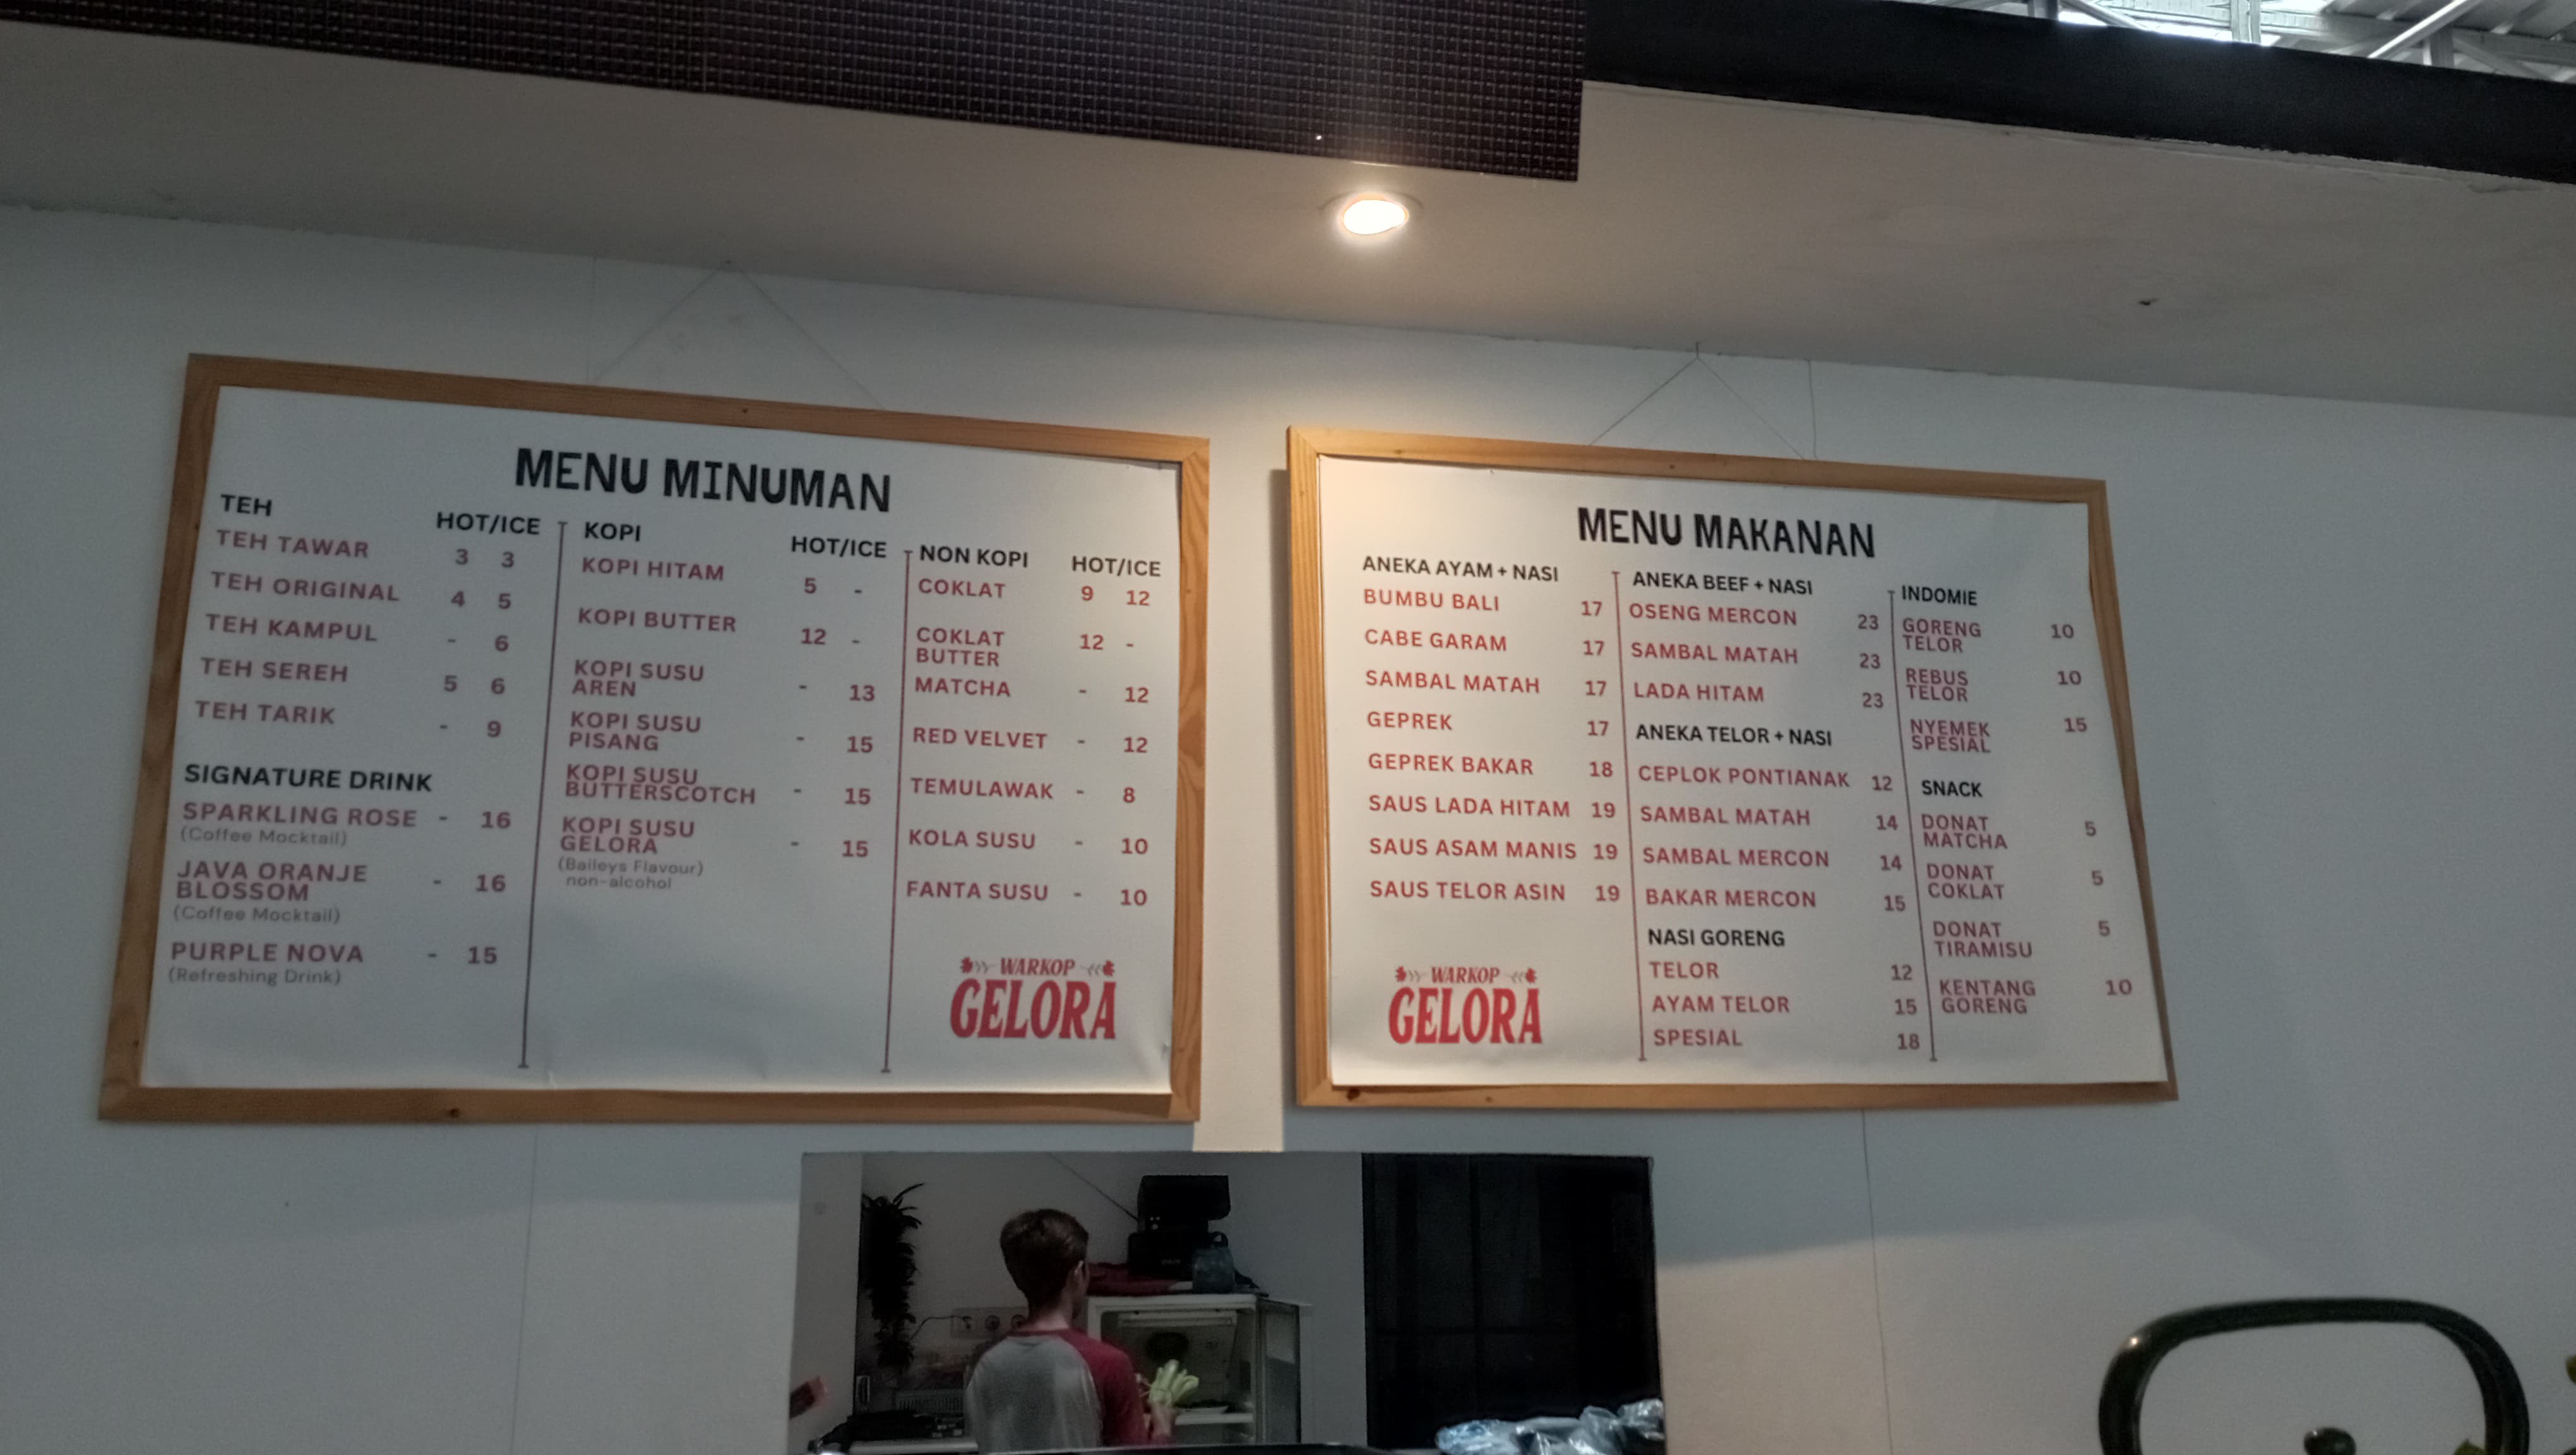 MENU MINUMAN
TEH HOT/ICE
TEH TAWAR 3 3
TEH ORIGINAL 4 5
TEH KAMPUL - 6
TEH SEREH 5 6
TEH TARIK - 9
SIGNATURE DRINK
SPARKLING ROSE - 16
(Coffee Mocktail)
JAVA ORANJE
BLOSSOM - 16
(Coffee Mocktail)
PURPLE NOVA - 15
(Refreshing Drink)
KOPI HOT/ICE
KOPI HITAM 5 -
KOPI BUTTER 12 -
KOPI SUSU
AREN - 13
KOPI SUSU
PISANG - 15
KOPI SUSU
BUTTERSCOTCH - 15
KOPI SUSU
GELORA - 15
(Baileys Flavour)
non-alcohol
NON KOPI HOT/ICE
COKLAT 9 12
COKLAT
BUTTER 12 -
MATCHA - 12
RED VELVET - 12
TEMULAWAK - 8
KOLA SUSU - 10
FANTA SUSU - 10
WARKOP
GELORA
MENU MAKANAN
ANEKA AYAM + NASI
BUMBU BALI 17
CABE GARAM 17
SAMBAL MATAH 17
GEPREK 17
GEPREK BAKAR 18
SAUS LADA HITAM 19
SAUS ASAM MANIS 19
SAUS TELOR ASIN 19
WARKOP
GELORA
ANEKA BEEF + NASI
OSENG MERCON 23
SAMBAL MATAH 23
LADA HITAM 23
ANEKA TELOR + NASI
CEPLOK PONTIANAK 12
SAMBAL MATAH 14
SAMBAL MERCON 14
BAKAR MERCON 15
NASI GORENG
TELOR 12
AYAM TELOR 15
SPESIAL 18
INDOMIE
GORENG
TELOR 10
REBUS
TELOR 10
NYEMEK
SPESIAL 15
SNACK
DONAT
MATCHA 5
DONAT
COKLAT 5
DONAT
TIRAMISU 5
KENTANG
GORENG 10